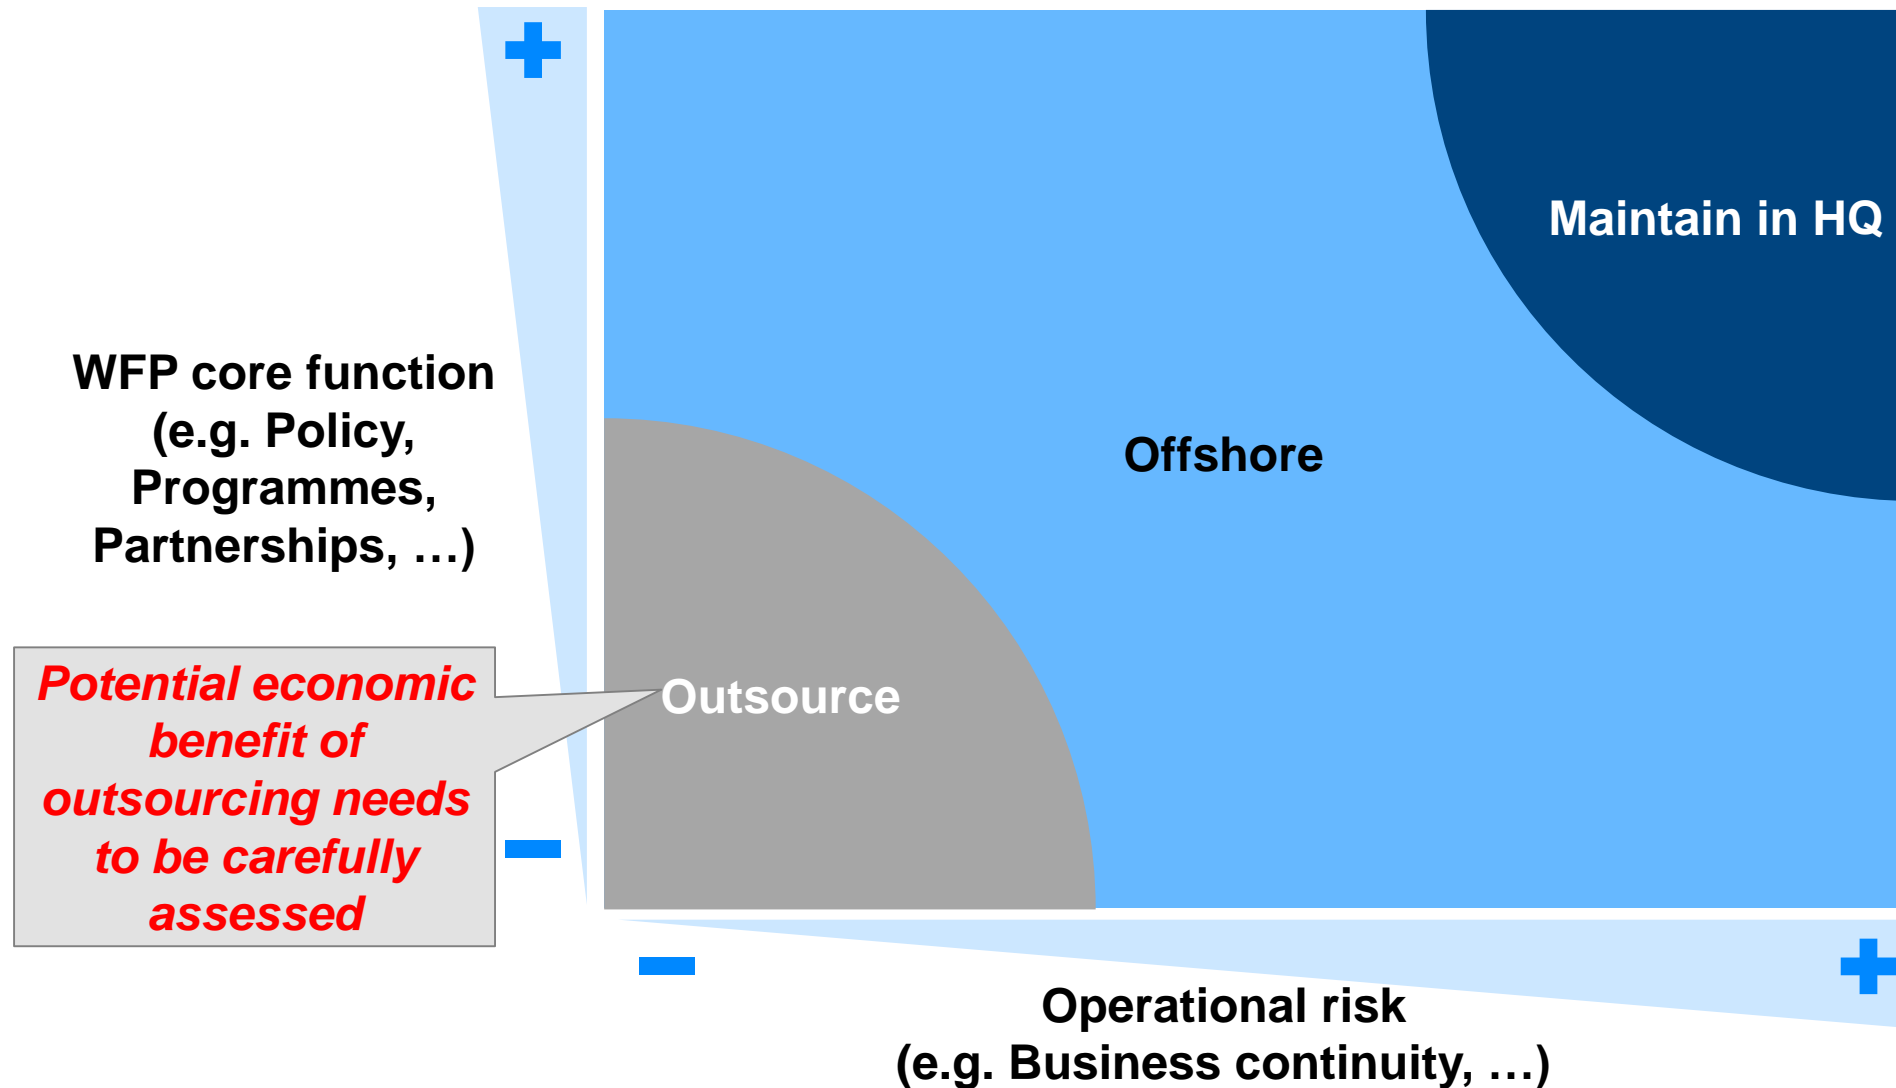 Maintain in HQ
WFP core function
(e.g. Policy,
Programmes,
Partnerships, …)
Offshore
Potential economic
benefit of
outsourcing needs
to be carefully
assessed
Outsource
Operational risk
(e.g. Business continuity, …)